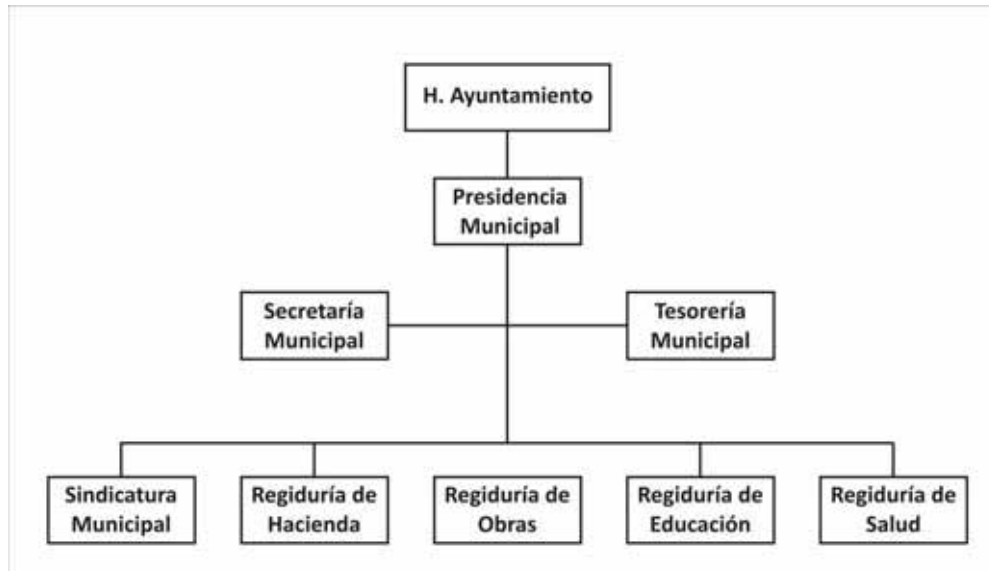 H. Ayuntamiento
Presidencia
Municipal
Secretaría
Municipal
Tesorería
Municipal
Sindicatura
Municipal
Regiduría de
Hacienda
Regiduría de
Obras
Regiduría de
Educación
Regiduría de
Salud